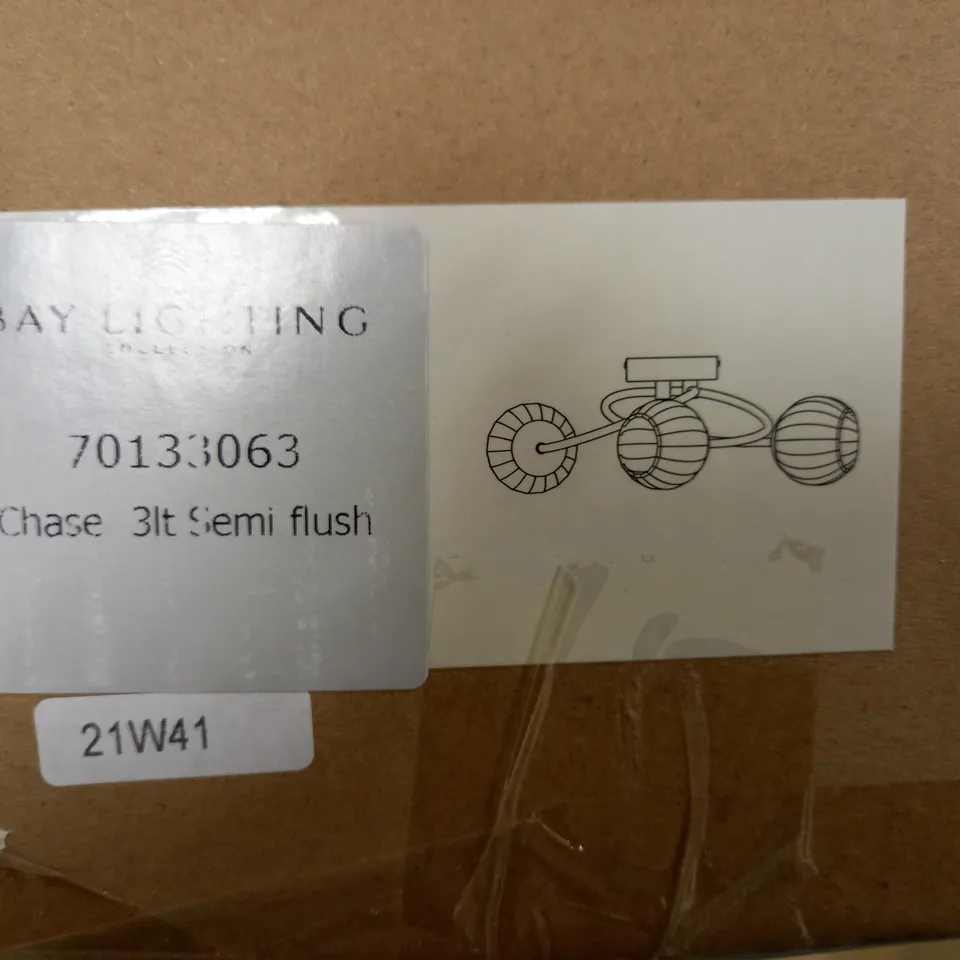 BAY LIGHTING
COLLECTION
70133063
Chase 3lt Semi flush
21W41